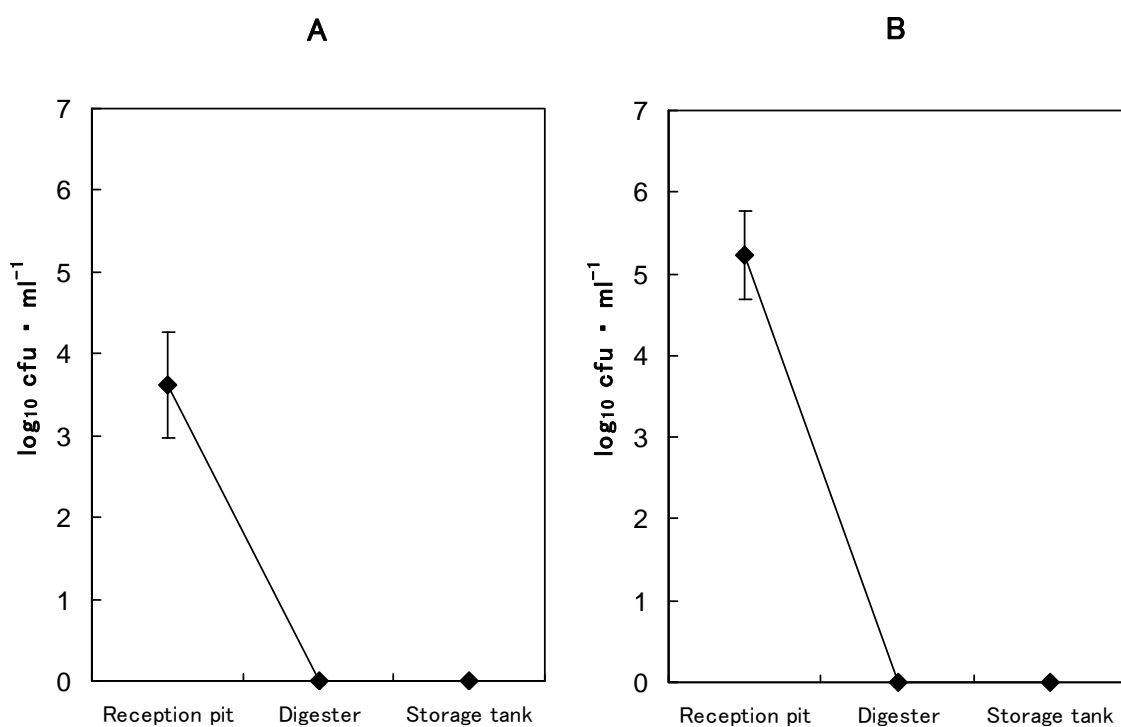 A
log₁₀ cfu・ml⁻¹
7
6
5
4
3
2
1
0
Reception pit Digester Storage tank
B
log₁₀ cfu・ml⁻¹
7
6
5
4
3
2
1
0
Reception pit Digester Storage tank